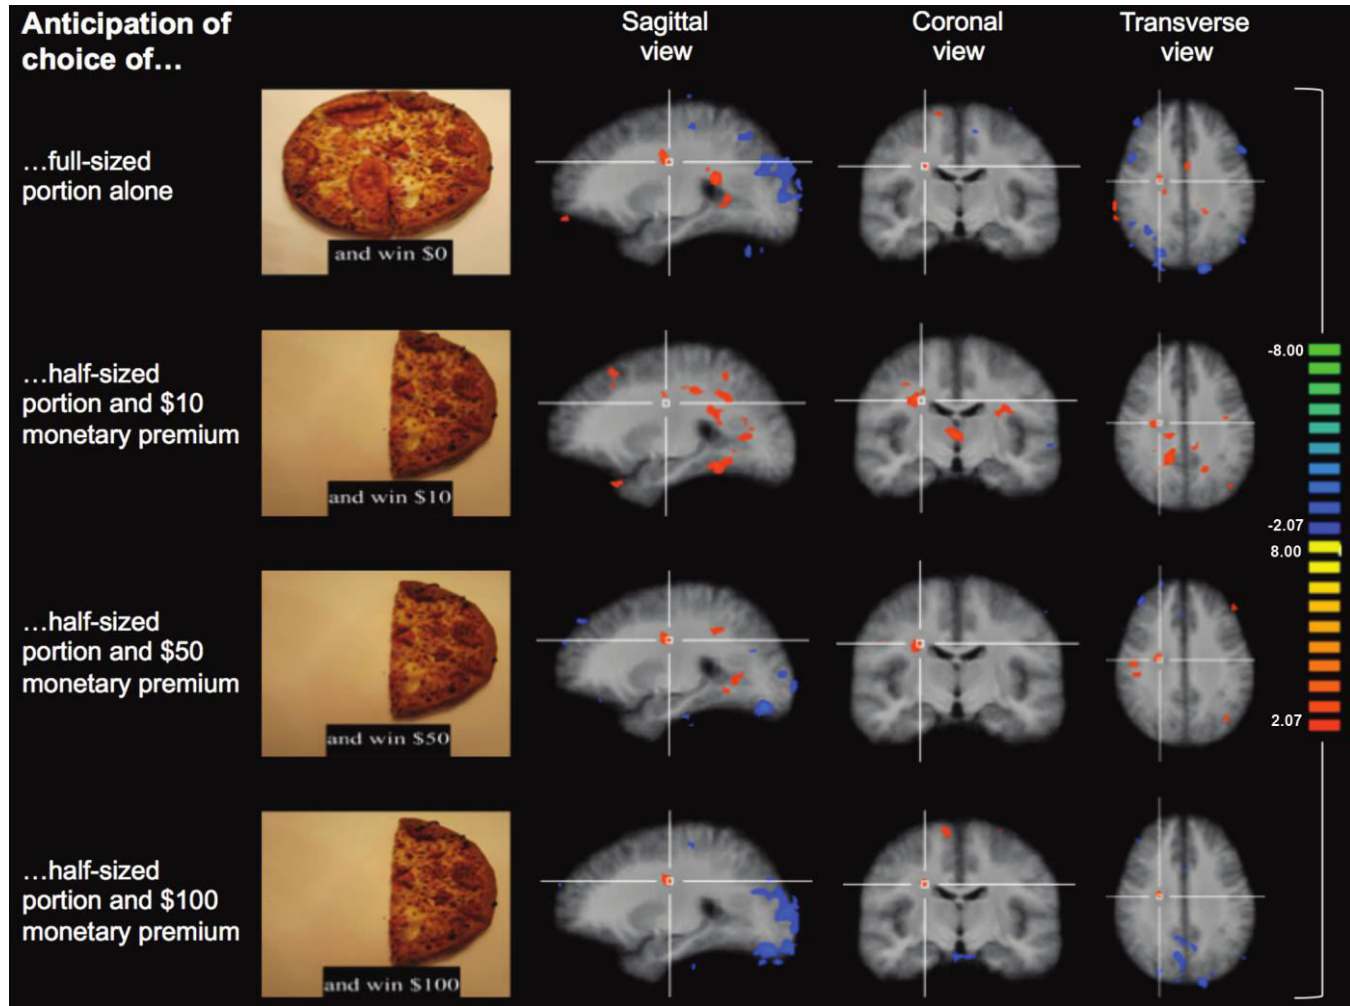 Anticipation of
choice of...
Sagittal
view
Coronal
view
Transverse
view
...full-sized
portion alone
and win $0
...half-sized
portion and $10
monetary premium
and win $10
...half-sized
portion and $50
monetary premium
and win $50
...half-sized
portion and $100
monetary premium
and win $100
-8.00
-2.07
8.00
2.07